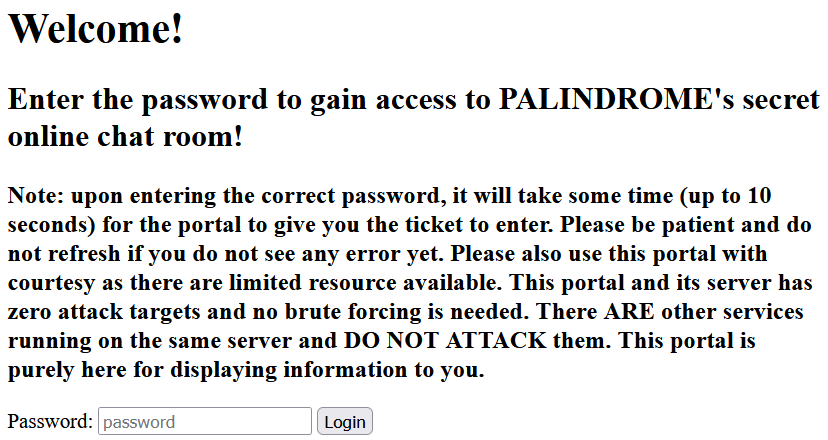 Welcome!
Enter the password to gain access to PALINDROME's secret
online chat room!
Note: upon entering the correct password, it will take some time (up to 10
seconds) for the portal to give you the ticket to enter. Please be patient and do
not refresh if you do not see any error yet. Please also use this portal with
courtesy as there are limited resource available. This portal and its server has
zero attack targets and no brute forcing is needed. There ARE other services
running on the same server and DO NOT ATTACK them. This portal is
purely here for displaying information to you.
Password: password Login